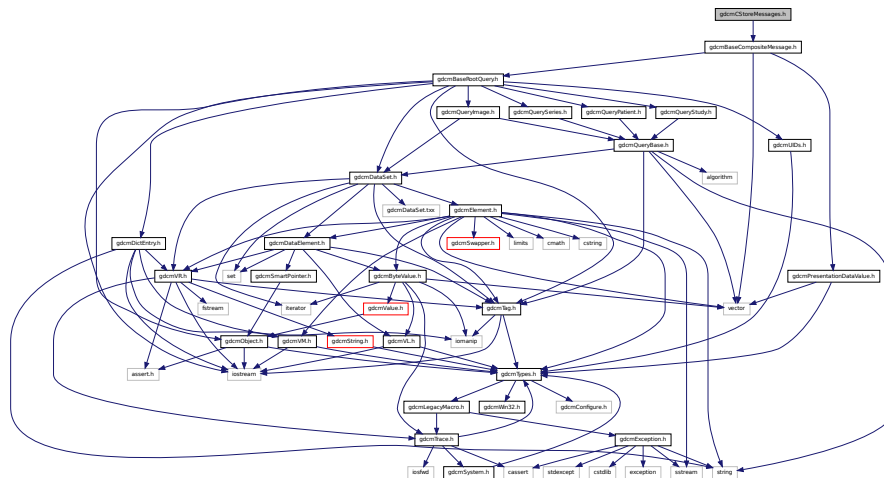 gdcmCStoreMessages.h
gdcmBaseCompositeMessage.h
gdcmBaseRootQuery.h
gdcmQueryImage.h
gdcmQuerySeries.h
gdcmQueryPatient.h
gdcmQueryStudy.h
gdcmQueryBase.h
gdcmUIDs.h
gdcmDataSet.h
algorithm
gdcmDataSet.txx
gdcmElement.h
gdcmDictEntry.h
gdcmDataElement.h
gdcmSwapper.h
limits
cmath
cstring
gdcmVR.h
set
gdcmSmartPointer.h
gdcmByteValue.h
gdcmPresentationDataValue.h
fstream
iterator
gdcmValue.h
gdcmTag.h
vector
gdcmObject.h
gdcmVM.h
gdcmString.h
gdcmVL.h
iomanip
assert.h
iostream
gdcmTypes.h
gdcmLegacyMacro.h
gdcmWin32.h
gdcmConfigure.h
gdcmTrace.h
gdcmException.h
iosfwd
gdcmSystem.h
cassert
stdexcept
cstdlib
exception
sstream
string